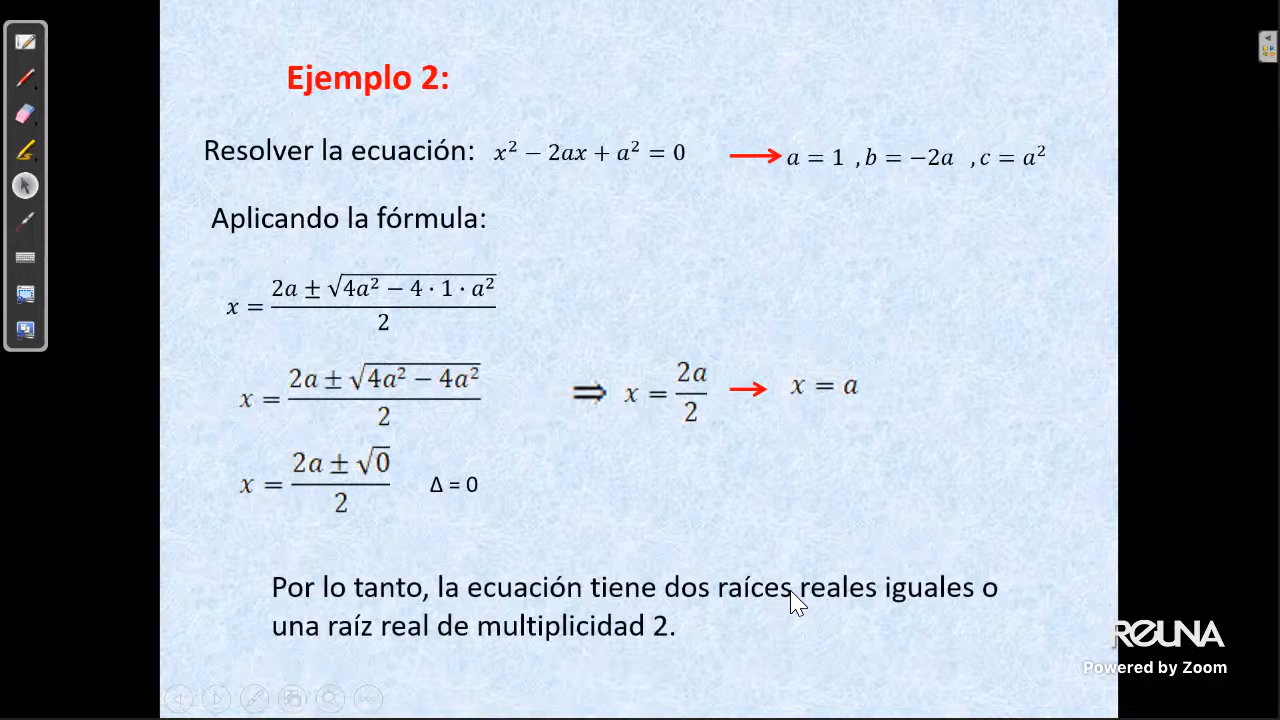 Ejemplo 2:
Resolver la ecuación: x² − 2ax + a² = 0 → a = 1 , b = −2a , c = a²
Aplicando la fórmula:
x = (2a ± √(4a² − 4 · 1 · a²)) / 2
x = (2a ± √(4a² − 4a²)) / 2 ⇒ x = 2a / 2 → x = a
x = (2a ± √0) / 2 Δ = 0
Por lo tanto, la ecuación tiene dos raíces reales iguales o
una raíz real de multiplicidad 2.
REUNA
Powered by Zoom